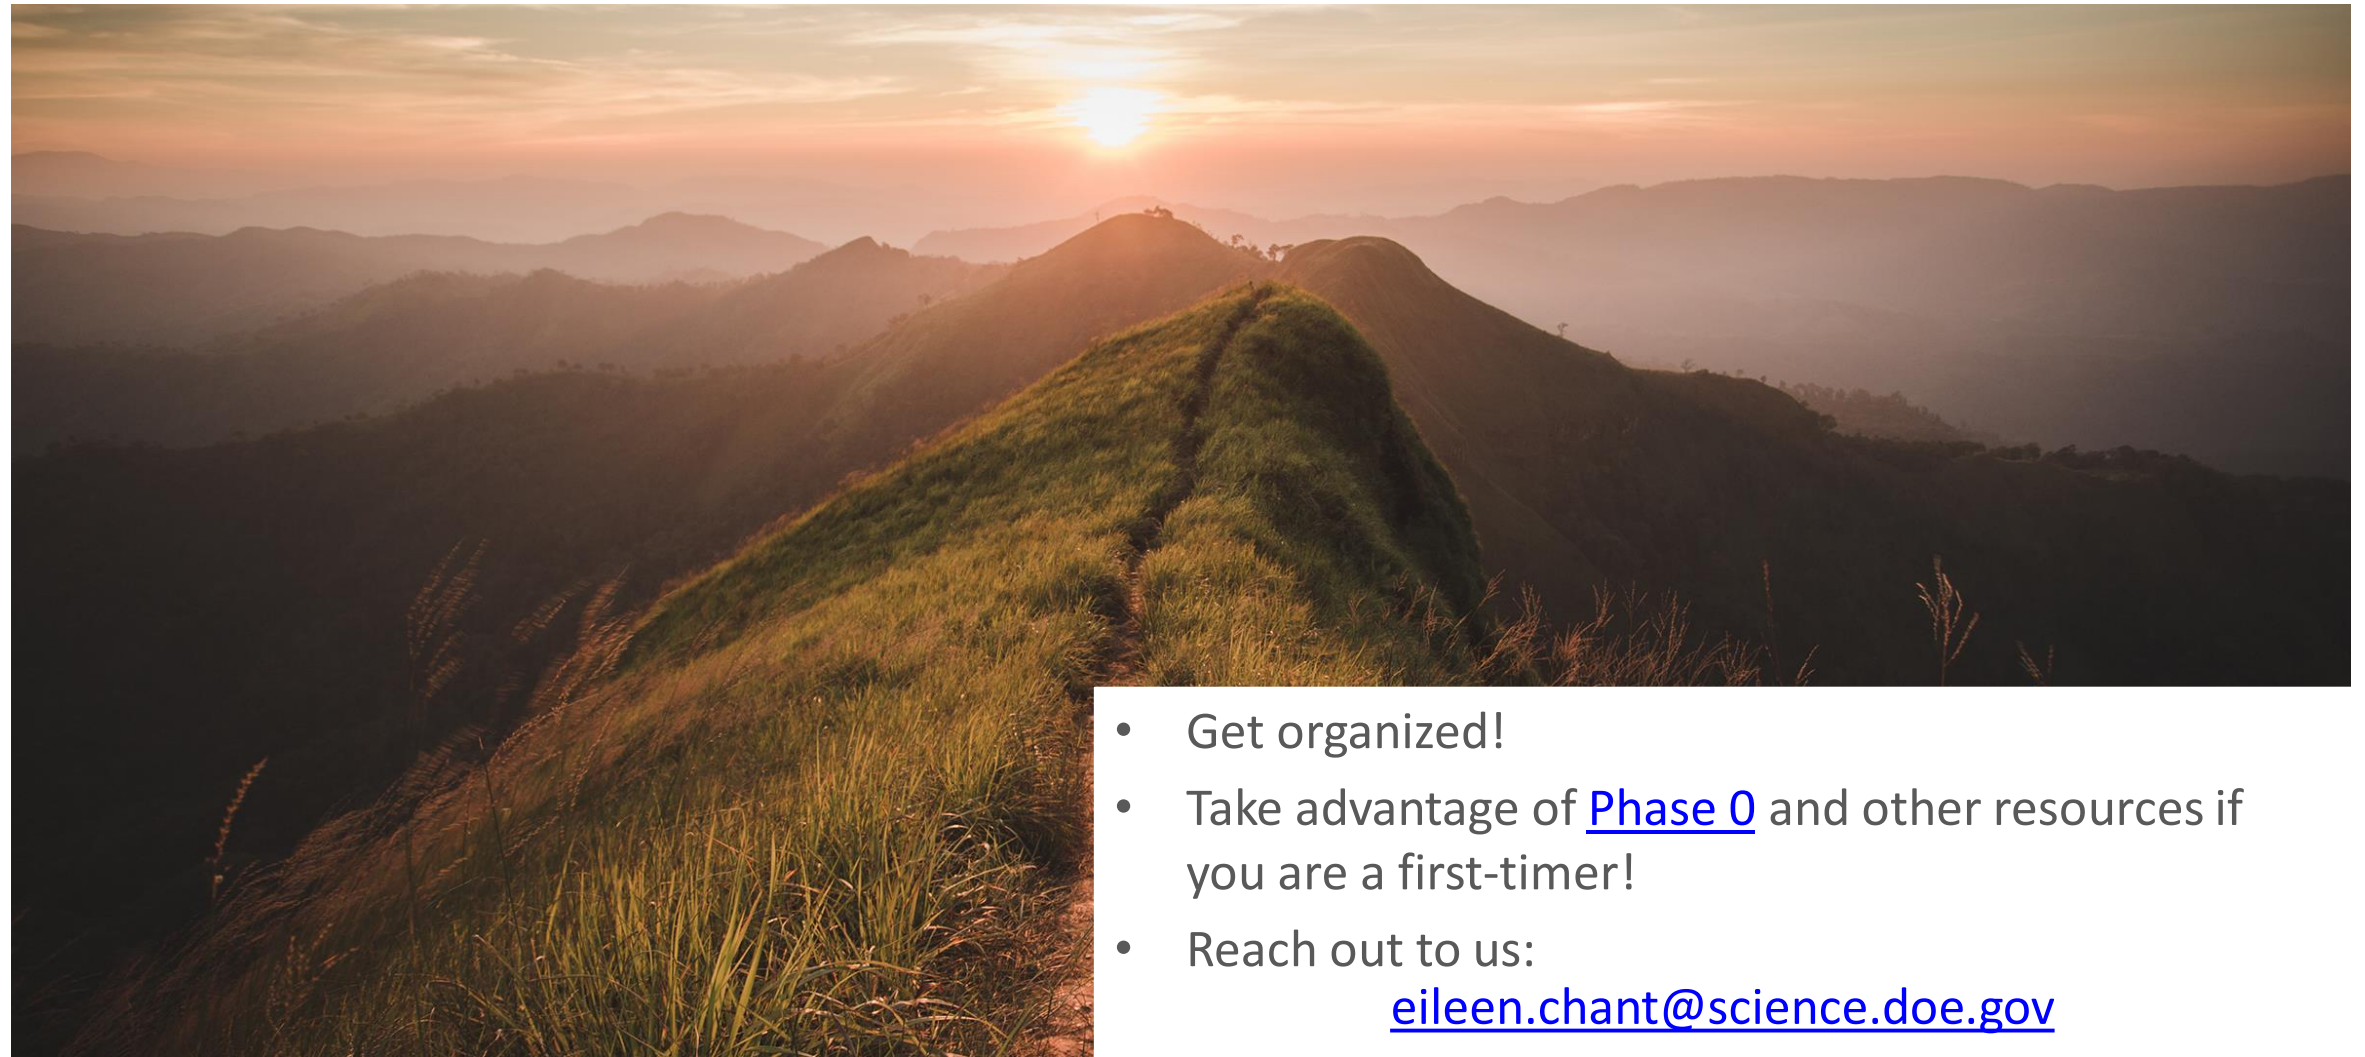 • Get organized!
• Take advantage of Phase 0 and other resources if
you are a first-timer!
• Reach out to us:
eileen.chant@science.doe.gov